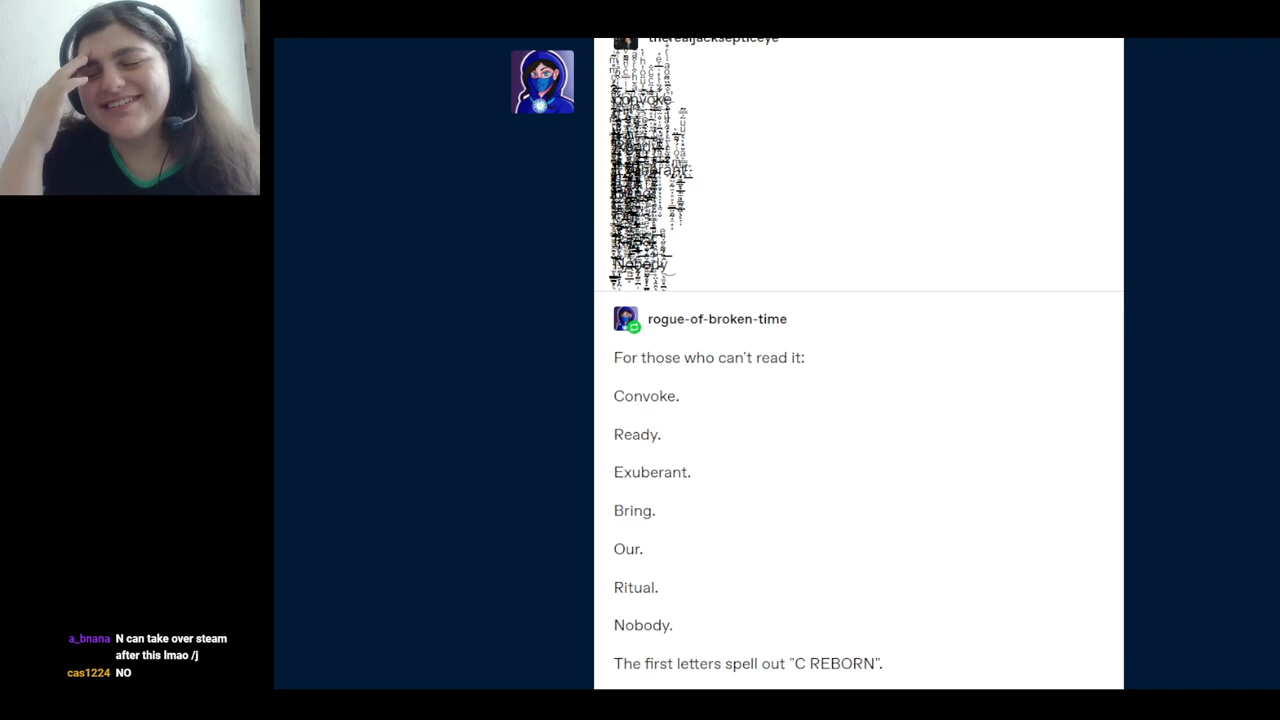 therealjacksepticeye
convoke
Ready
Nobody
rogue-of-broken-time
For those who can't read it:
Convoke.
Ready.
Exuberant.
Bring.
Our.
Ritual.
Nobody.
The first letters spell out "C REBORN".
a_bnana N can take over steam
after this lmao /j
cas1224 NO